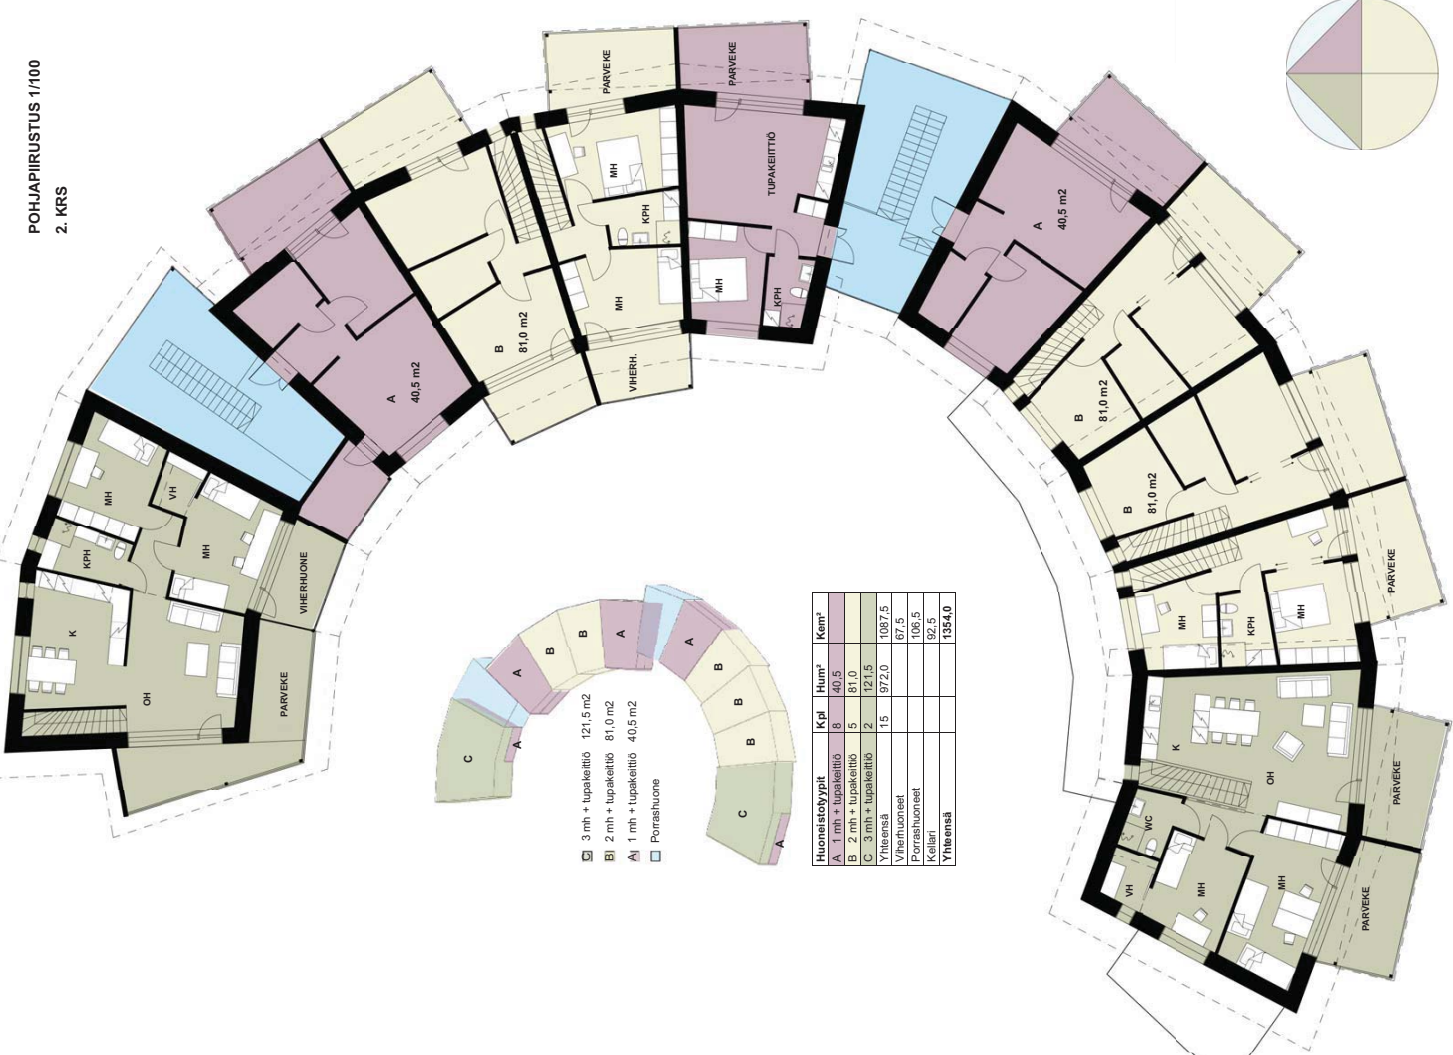 POHJAPIIRUSTUS 1/100
2. KRS
PARVEKE
PARVEKE
MH
KPH
MH
VIHERH.
B
81,0 m2
TUPAKEITTIÖ
MH
KPH
A
40,5 m2
A
40,5 m2
MH
VH
KPH
MH
K
OH
VIHERHUONE
PARVEKE
B
81,0 m2
B
81,0 m2
MH
KPH
MH
PARVEKE
K
OH
WC
VH
MH
MH
PARVEKE
PARVEKE
C
A
A
B
B
A
A
B
B
B
C
A
C 3 mh + tupakeittiö 121,5 m2
B 2 mh + tupakeittiö 81,0 m2
A 1 mh + tupakeittiö 40,5 m2
Porrashuone
Huoneistotyypit Kpl Hum² Kem²
A 1 mh + tupakeittiö 8 40,5
B 2 mh + tupakeittiö 5 81,0
C 3 mh + tupakeittiö 2 121,5
Yhteensä 15 972,0 1087,5
Viherhuoneet 67,5
Porrashuoneet 106,5
Kellari 92,5
Yhteensä 1354,0